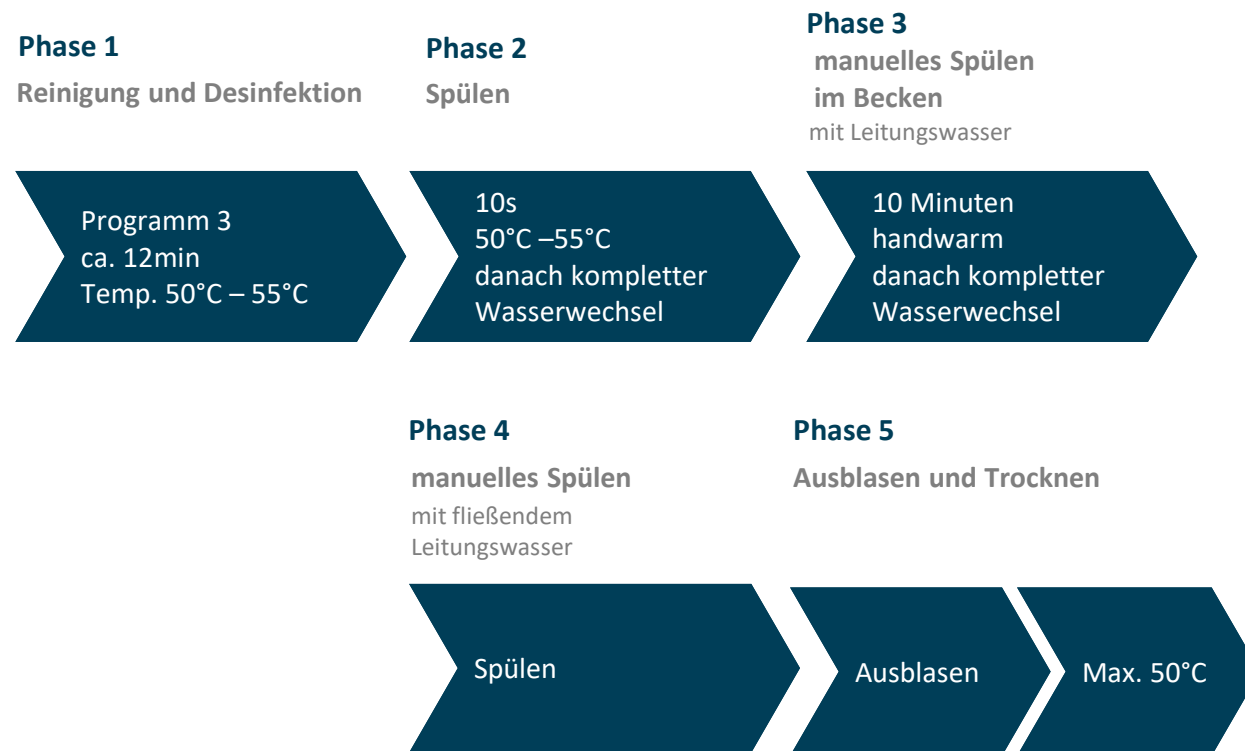 Phase 1
Reinigung und Desinfektion
Programm 3
ca. 12min
Temp. 50°C – 55°C
Phase 2
Spülen
10s
50°C –55°C
danach kompletter
Wasserwechsel
Phase 3
manuelles Spülen
im Becken
mit Leitungswasser
10 Minuten
handwarm
danach kompletter
Wasserwechsel
Phase 4
manuelles Spülen
mit fließendem
Leitungswasser
Spülen
Phase 5
Ausblasen und Trocknen
Ausblasen
Max. 50°C